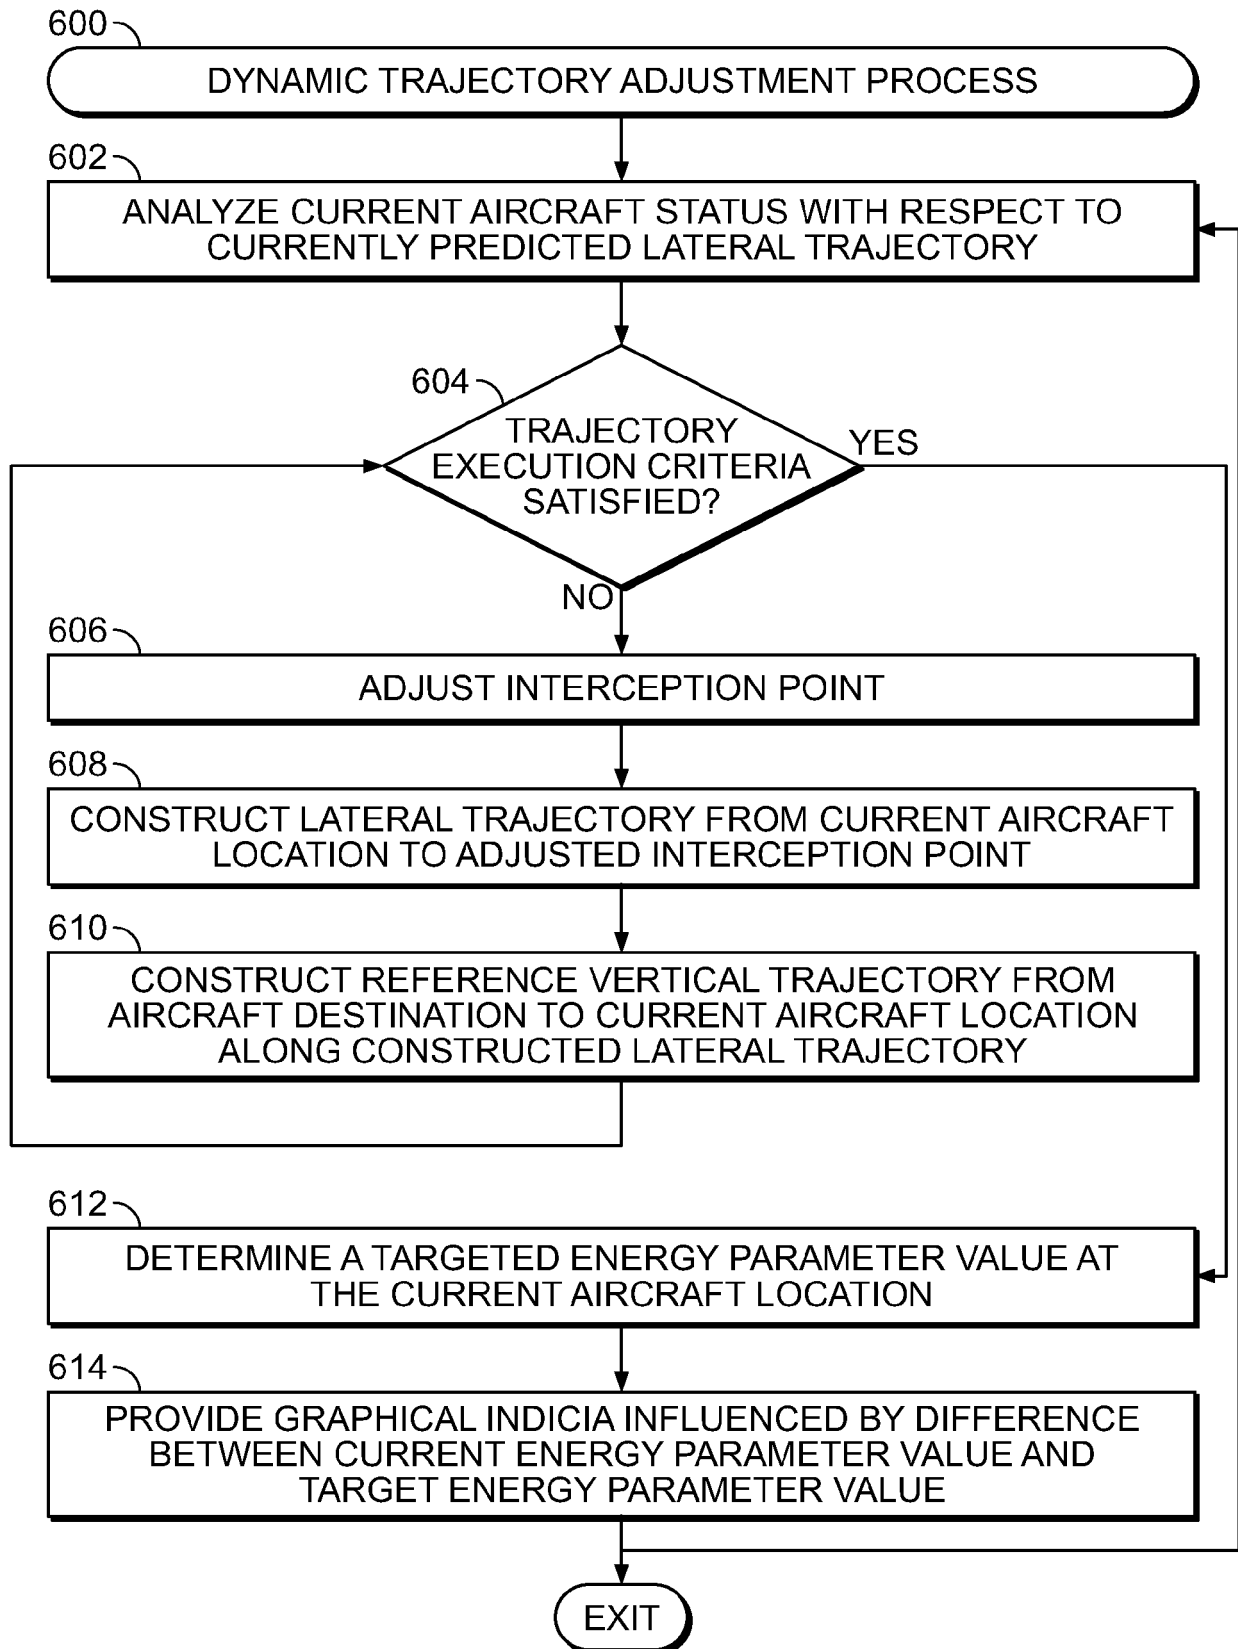 600
DYNAMIC TRAJECTORY ADJUSTMENT PROCESS
602
ANALYZE CURRENT AIRCRAFT STATUS WITH RESPECT TO
CURRENTLY PREDICTED LATERAL TRAJECTORY
604
TRAJECTORY
EXECUTION CRITERIA
SATISFIED?
YES
NO
606
ADJUST INTERCEPTION POINT
608
CONSTRUCT LATERAL TRAJECTORY FROM CURRENT AIRCRAFT
LOCATION TO ADJUSTED INTERCEPTION POINT
610
CONSTRUCT REFERENCE VERTICAL TRAJECTORY FROM
AIRCRAFT DESTINATION TO CURRENT AIRCRAFT LOCATION
ALONG CONSTRUCTED LATERAL TRAJECTORY
612
DETERMINE A TARGETED ENERGY PARAMETER VALUE AT
THE CURRENT AIRCRAFT LOCATION
614
PROVIDE GRAPHICAL INDICIA INFLUENCED BY DIFFERENCE
BETWEEN CURRENT ENERGY PARAMETER VALUE AND
TARGET ENERGY PARAMETER VALUE
EXIT